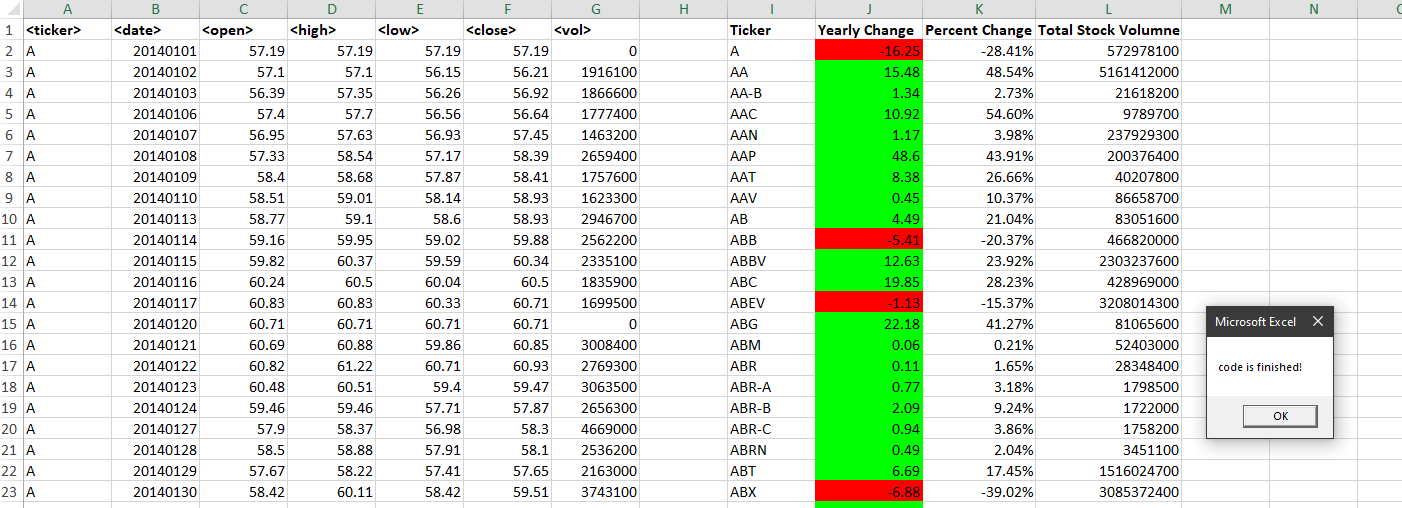 A B C D E F G H I J K L M N
1 <ticker> <date> <open> <high> <low> <close> <vol> Ticker Yearly Change Percent Change Total Stock Volumne
2 A 20140101 57.19 57.19 57.19 57.19 0 A -16.25 -28.41% 572978100
3 A 20140102 57.1 57.1 56.15 56.21 1916100 AA 15.48 48.54% 5161412000
4 A 20140103 56.39 57.35 56.26 56.92 1866600 AA-B 1.34 2.73% 21618200
5 A 20140106 57.4 57.7 56.56 56.64 1777400 AAC 10.92 54.60% 9789700
6 A 20140107 56.95 57.63 56.93 57.45 1463200 AAN 1.17 3.98% 237929300
7 A 20140108 57.33 58.54 57.17 58.39 2659400 AAP 48.6 43.91% 200376400
8 A 20140109 58.4 58.68 57.87 58.41 1757600 AAT 8.38 26.66% 40207800
9 A 20140110 58.51 59.01 58.14 58.93 1623300 AAV 0.45 10.37% 86658700
10 A 20140113 58.77 59.1 58.6 58.93 2946700 AB 4.49 21.04% 83051600
11 A 20140114 59.16 59.95 59.02 59.88 2562200 ABB -5.41 -20.37% 466820000
12 A 20140115 59.82 60.37 59.59 60.34 2335100 ABBV 12.63 23.92% 2303237600
13 A 20140116 60.24 60.5 60.04 60.5 1835900 ABC 19.85 28.23% 428969000
14 A 20140117 60.83 60.83 60.33 60.71 1699500 ABEV -1.13 -15.37% 3208014300
15 A 20140120 60.71 60.71 60.71 60.71 0 ABG 22.18 41.27% 81065600
16 A 20140121 60.69 60.88 59.86 60.85 3008400 ABM 0.06 0.21% 52403000
17 A 20140122 60.82 61.22 60.71 60.93 2769300 ABR 0.11 1.65% 28348400
18 A 20140123 60.48 60.51 59.4 59.47 3063500 ABR-A 0.77 3.18% 1798500
19 A 20140124 59.46 59.46 57.71 57.87 2656300 ABR-B 2.09 9.24% 1722000
20 A 20140127 57.9 58.37 56.98 58.3 4669000 ABR-C 0.94 3.86% 1758200
21 A 20140128 58.5 58.88 57.91 58.1 2536200 ABRN 0.49 2.04% 3451100
22 A 20140129 57.67 58.22 57.41 57.65 2163000 ABT 6.69 17.45% 1516024700
23 A 20140130 58.42 60.11 58.42 59.51 3743100 ABX -6.88 -39.02% 3085372400
Microsoft Excel
code is finished!
OK